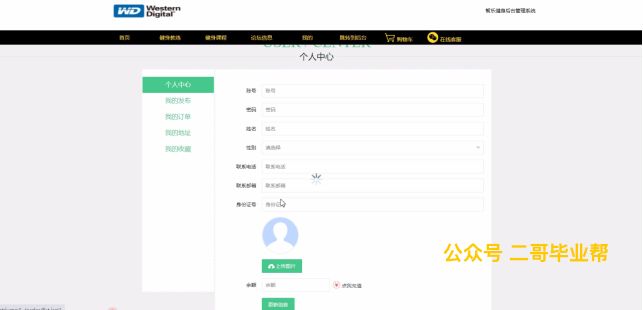 WD Western Digital
智乐健身后台管理系统
首页 健身教练 健身课程 论坛信息 我的 跳转到后台 购物车 在线客服
USER / CENTER
个人中心
个人中心
我的发布
我的订单
我的地址
我的收藏
账号 账号
密码 密码
姓名 姓名
性别 请选择
联系电话 联系电话
联系邮箱 联系邮箱
身份证号 身份证
上传图片
余额 余额 点我充值
更新信息
公众号 二哥毕业帮